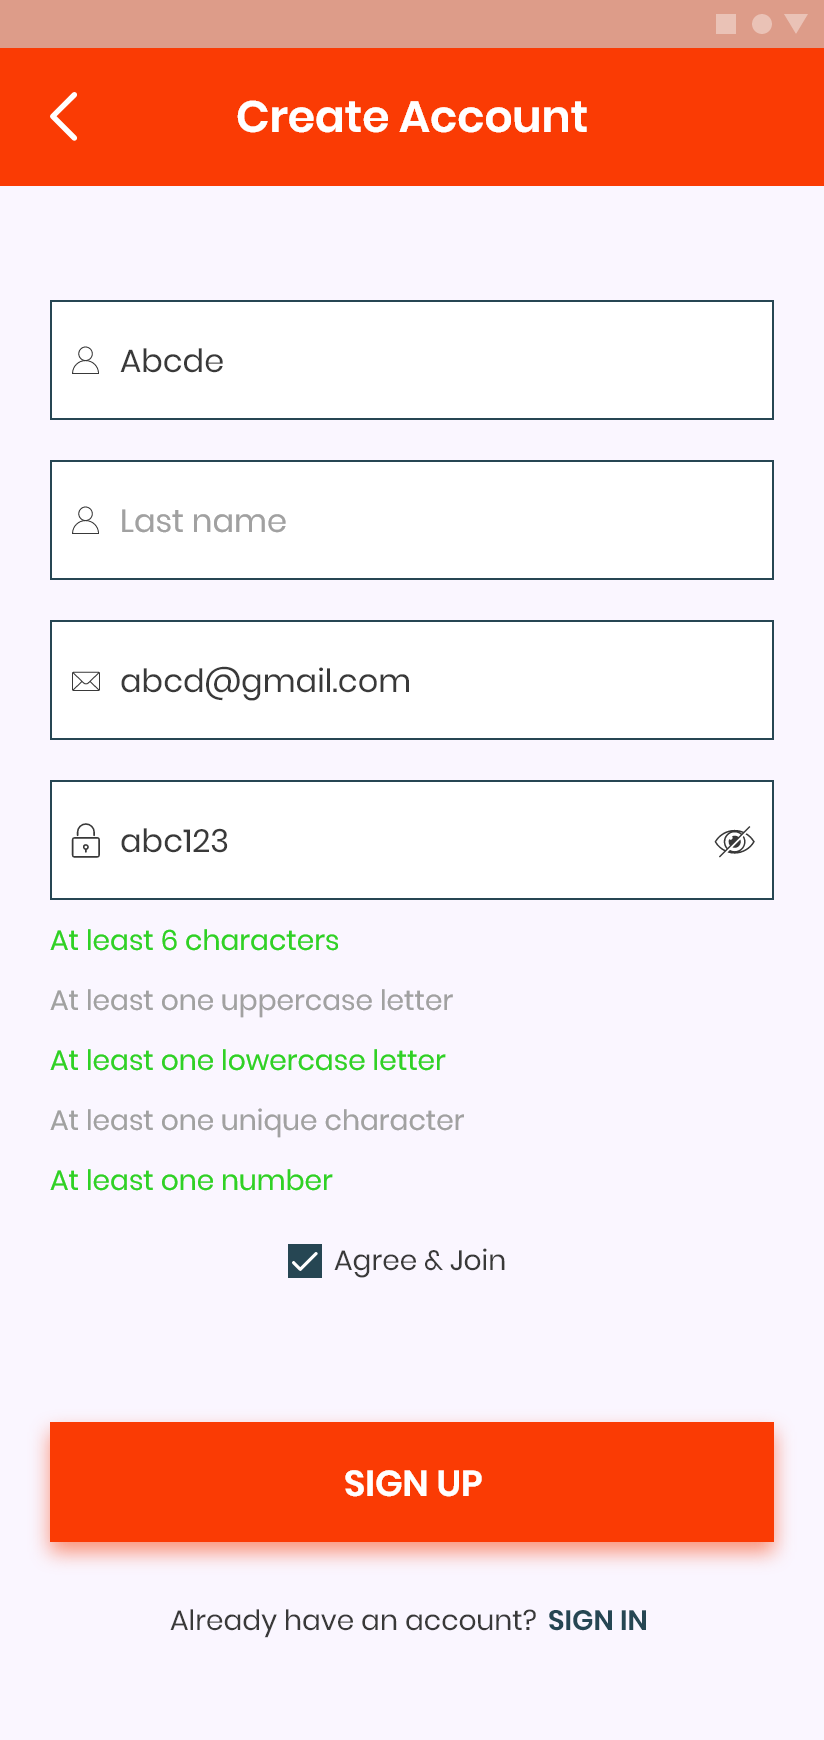 Create Account
Abcde
Last name
abcd@gmail.com
abc123
At least 6 characters
At least one uppercase letter
At least one lowercase letter
At least one unique character
At least one number
Agree & Join
SIGN UP
Already have an account? SIGN IN